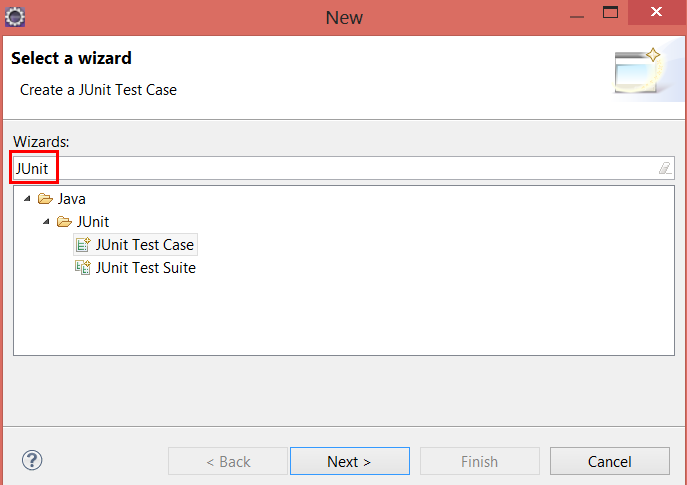 New
Select a wizard
Create a JUnit Test Case
Wizards:
JUnit
Java
JUnit
JUnit Test Case
JUnit Test Suite
?
< Back
Next >
Finish
Cancel